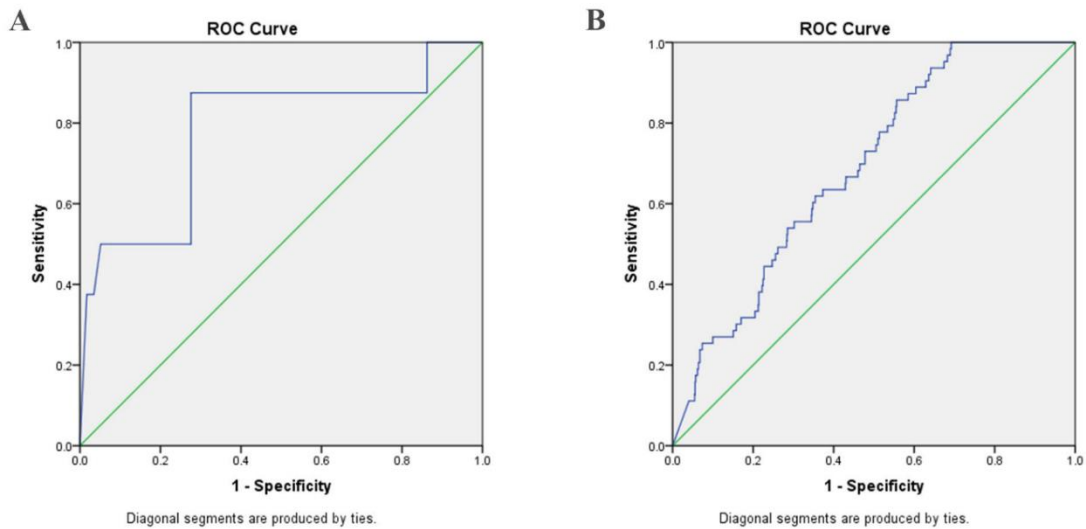 A
ROC Curve
Sensitivity
1.0
0.8
0.6
0.4
0.2
0.0
0.0 0.2 0.4 0.6 0.8 1.0
1 - Specificity
Diagonal segments are produced by ties.
B
ROC Curve
Sensitivity
1.0
0.8
0.6
0.4
0.2
0.0
0.0 0.2 0.4 0.6 0.8 1.0
1 - Specificity
Diagonal segments are produced by ties.